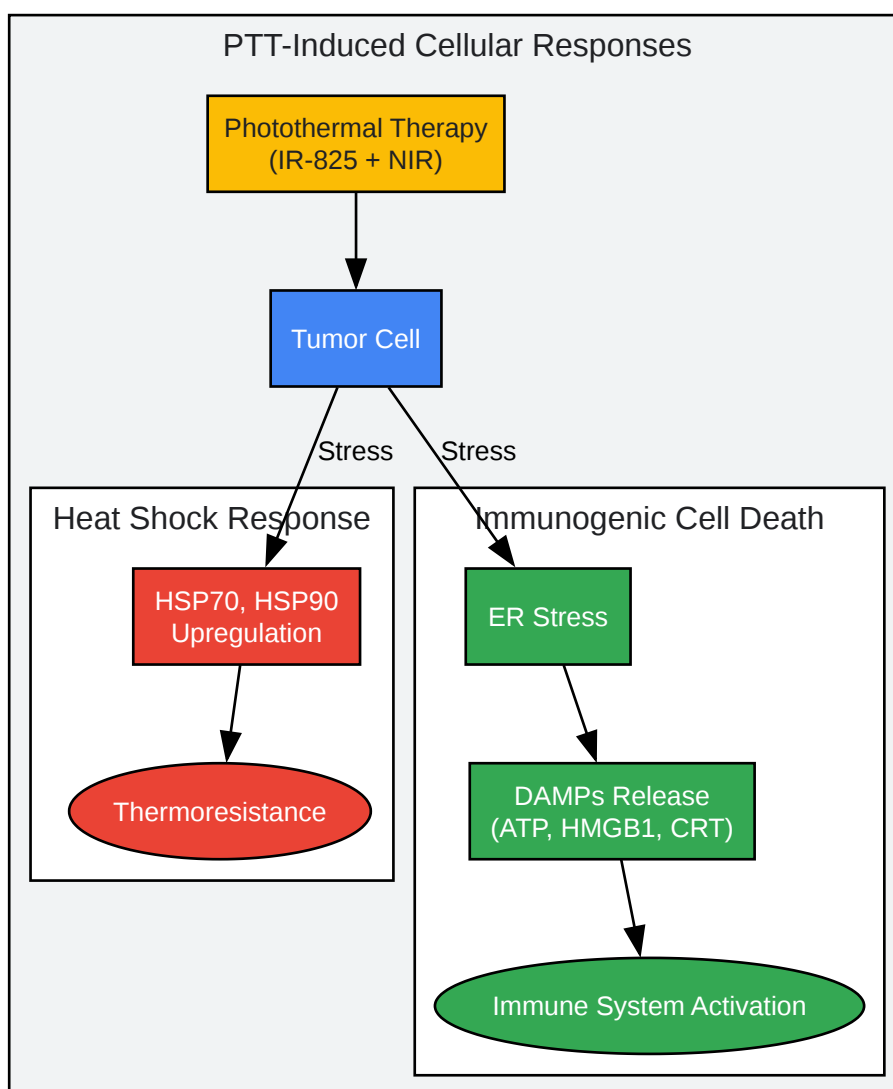 PTT-Induced Cellular Responses
Photothermal Therapy
(IR-825 + NIR)
Tumor Cell
Stress
Stress
Heat Shock Response
HSP70, HSP90
Upregulation
Thermoresistance
Immunogenic Cell Death
ER Stress
DAMPs Release
(ATP, HMGB1, CRT)
Immune System Activation